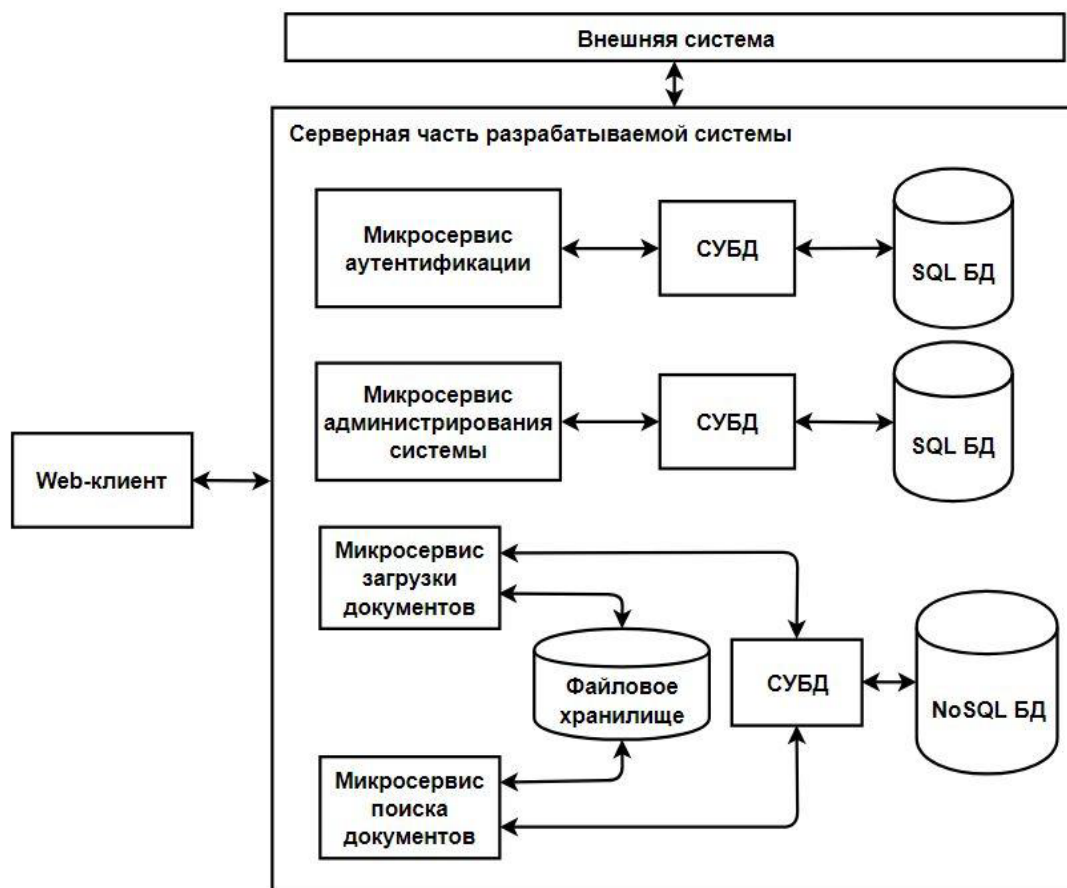 Внешняя система
Серверная часть разрабатываемой системы
Микросервис
аутентификации
СУБД
SQL БД
Микросервис
администрирования
системы
СУБД
SQL БД
Web-клиент
Микросервис
загрузки
документов
Файловое
хранилище
СУБД
NoSQL БД
Микросервис
поиска
документов